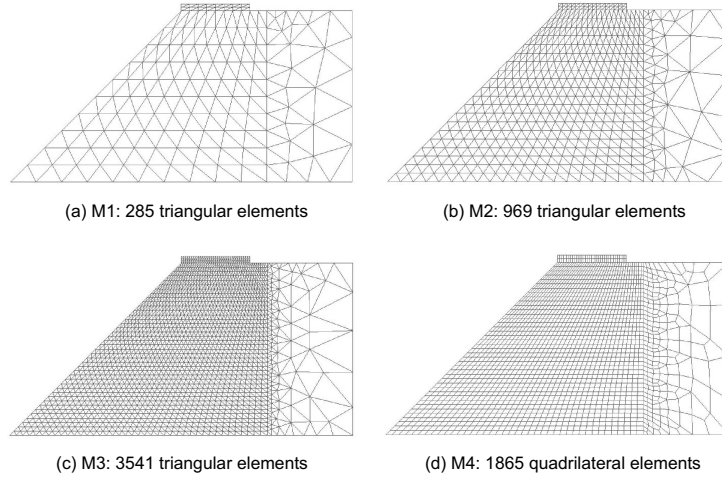 (a) M1: 285 triangular elements
(b) M2: 969 triangular elements
(c) M3: 3541 triangular elements
(d) M4: 1865 quadrilateral elements